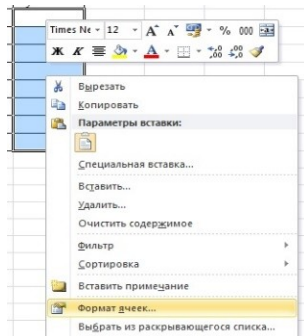 Times Ne 12 A A % 000
Ж К А ,00 ,0
Вырезать
Копировать
Параметры вставки:
Специальная вставка...
Вставить...
Удалить...
Очистить содержимое
Фильтр
Сортировка
Вставить примечание
Формат ячеек...
Выбрать из раскрывающегося списка...